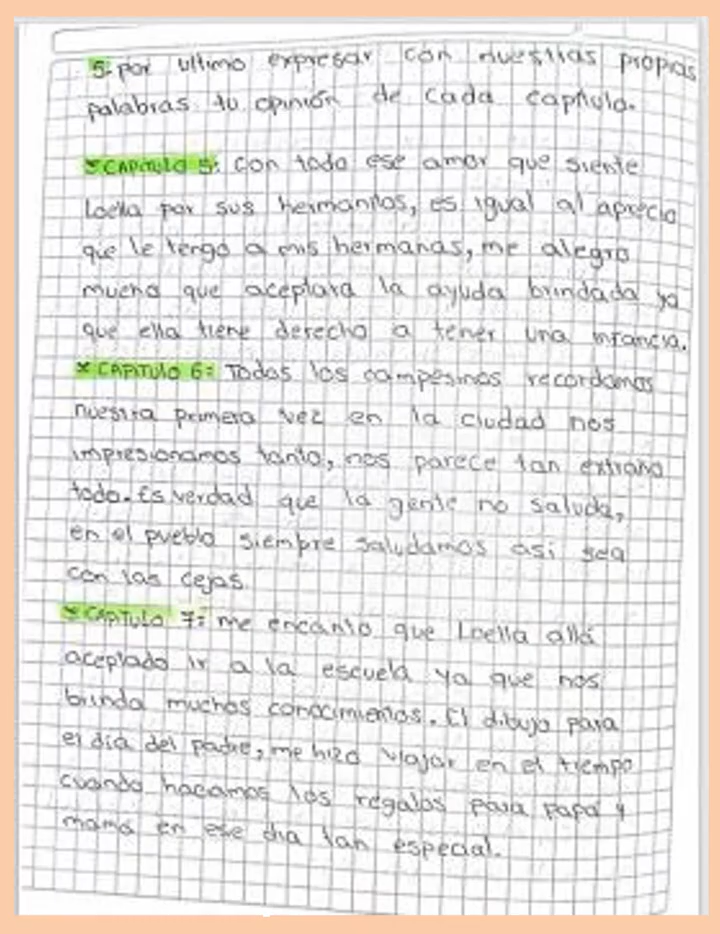 5- por ultimo expresar con nuestras propias
palabras tu opinión de cada capítulo.
*CAPITULO 5: con todo ese amor que siente
Loella por sus hermanitos, es igual al aprecio
que le tengo a mis hermanas, me alegro
mucho que aceptara la ayuda brindada ya
que ella tiene derecho a tener una infancia.
* CAPITULO 6: Todos los campesinos recordamos
nuestra primera vez en la ciudad nos
impresionamos tanto, nos parece tan extraño
todo. Es verdad que la gente no saluda,
en el pueblo siempre saludamos asi sea
con las cejas.
*CAPITULO 7: me encanto que Loella allá
aceptado ir a la escuela ya que nos
brinda muchos conocimientos. El dibujo para
el dia del padre, me hizo viajar en el tiempo
cuando haciamos los regalos para papá y
mamá en ese dia tan especial.